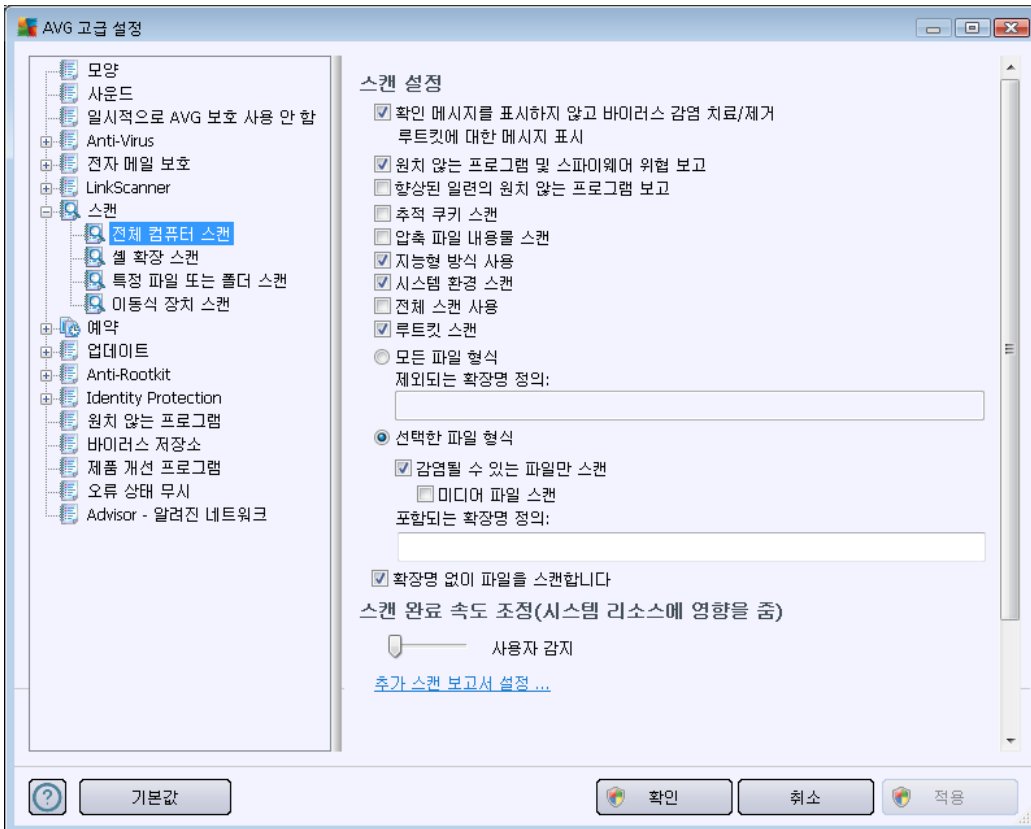 AVG 고급 설정
모양
사운드
일시적으로 AVG 보호 사용 안 함
Anti-Virus
전자 메일 보호
LinkScanner
스캔
전체 컴퓨터 스캔
셸 확장 스캔
특정 파일 또는 폴더 스캔
이동식 장치 스캔
예약
업데이트
Anti-Rootkit
Identity Protection
원치 않는 프로그램
바이러스 저장소
제품 개선 프로그램
오류 상태 무시
Advisor - 알려진 네트워크
스캔 설정
확인 메시지를 표시하지 않고 바이러스 감염 치료/제거
루트킷에 대한 메시지 표시
원치 않는 프로그램 및 스파이웨어 위협 보고
향상된 일련의 원치 않는 프로그램 보고
추적 쿠키 스캔
압축 파일 내용물 스캔
지능형 방식 사용
시스템 환경 스캔
전체 스캔 사용
루트킷 스캔
모든 파일 형식
제외되는 확장명 정의:
선택한 파일 형식
감염될 수 있는 파일만 스캔
미디어 파일 스캔
포함되는 확장명 정의:
확장명 없이 파일을 스캔합니다
스캔 완료 속도 조정(시스템 리소스에 영향을 줌)
사용자 감지
추가 스캔 보고서 설정 ...
기본값
확인
취소
적용